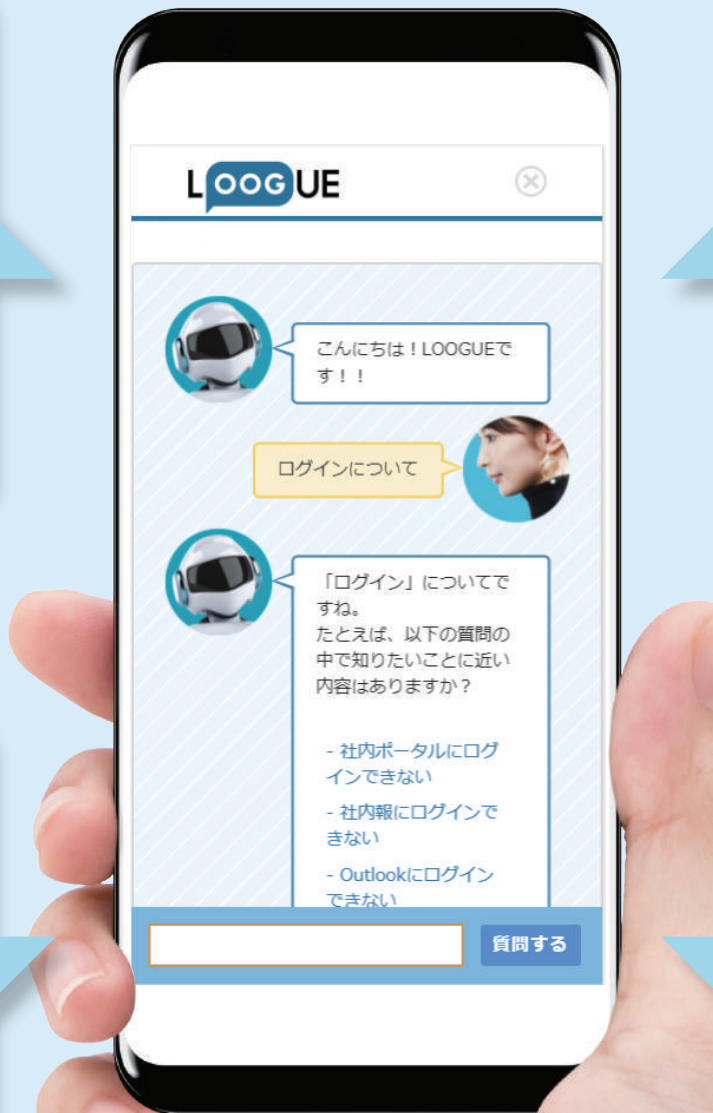 LOOGUE
こんにちは！LOOGUEで
す！！
ログインについて
「ログイン」についてで
すね。
たとえば、以下の質問の
中で知りたいことに近い
内容はありますか？
- 社内ポータルにログ
インできない
- 社内報にログインで
きない
- Outlookにログイン
できない
質問する